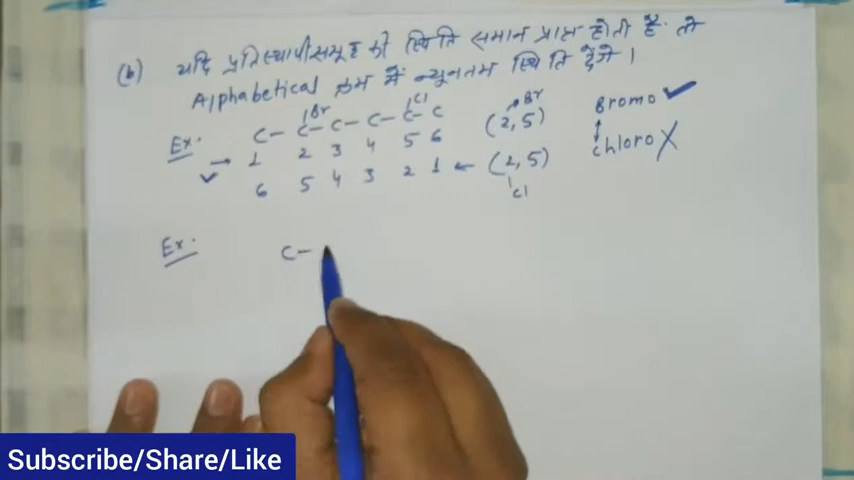 (b) यदि प्रतिस्थापी समूह की स्थिति समान प्राप्त होती है. तो
Alphabetical क्रम में न्यूनतम स्थिति देंगे।
Br Cl Br
Ex. C - C - C - C - C - C (2,5) Bromo ✓
→ 1 2 3 4 5 6 chloro X
✓ 6 5 4 3 2 1 ← (2,5)
Cl
Ex. C -
Subscribe/Share/Like